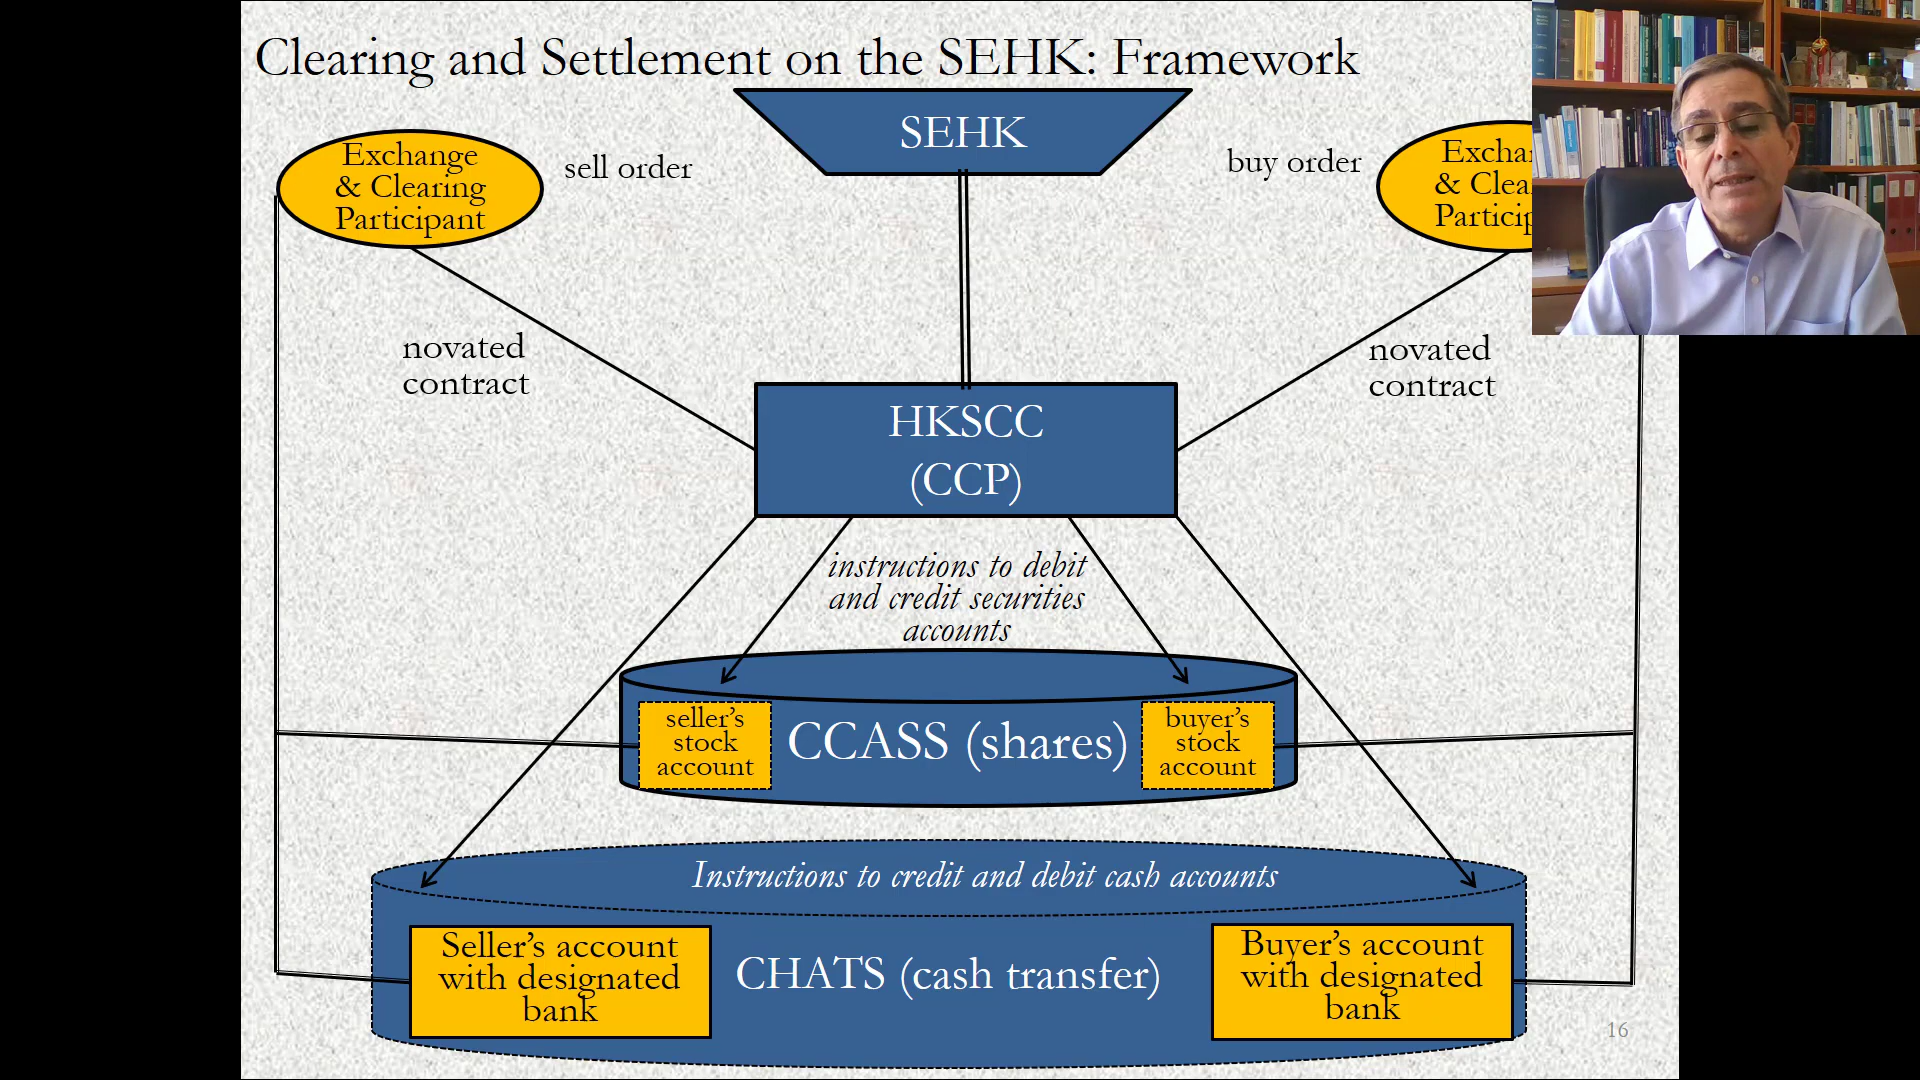 Clearing and Settlement on the SEHK: Framework
SEHK
Exchange
& Clearing
Participant
sell order
buy order
novated
contract
novated
contract
HKSCC
(CCP)
instructions to debit
and credit securities
accounts
seller's
stock
account
CCASS (shares)
buyer's
stock
account
Instructions to credit and debit cash accounts
Seller's account
with designated
bank
CHATS (cash transfer)
Buyer's account
with designated
bank
16